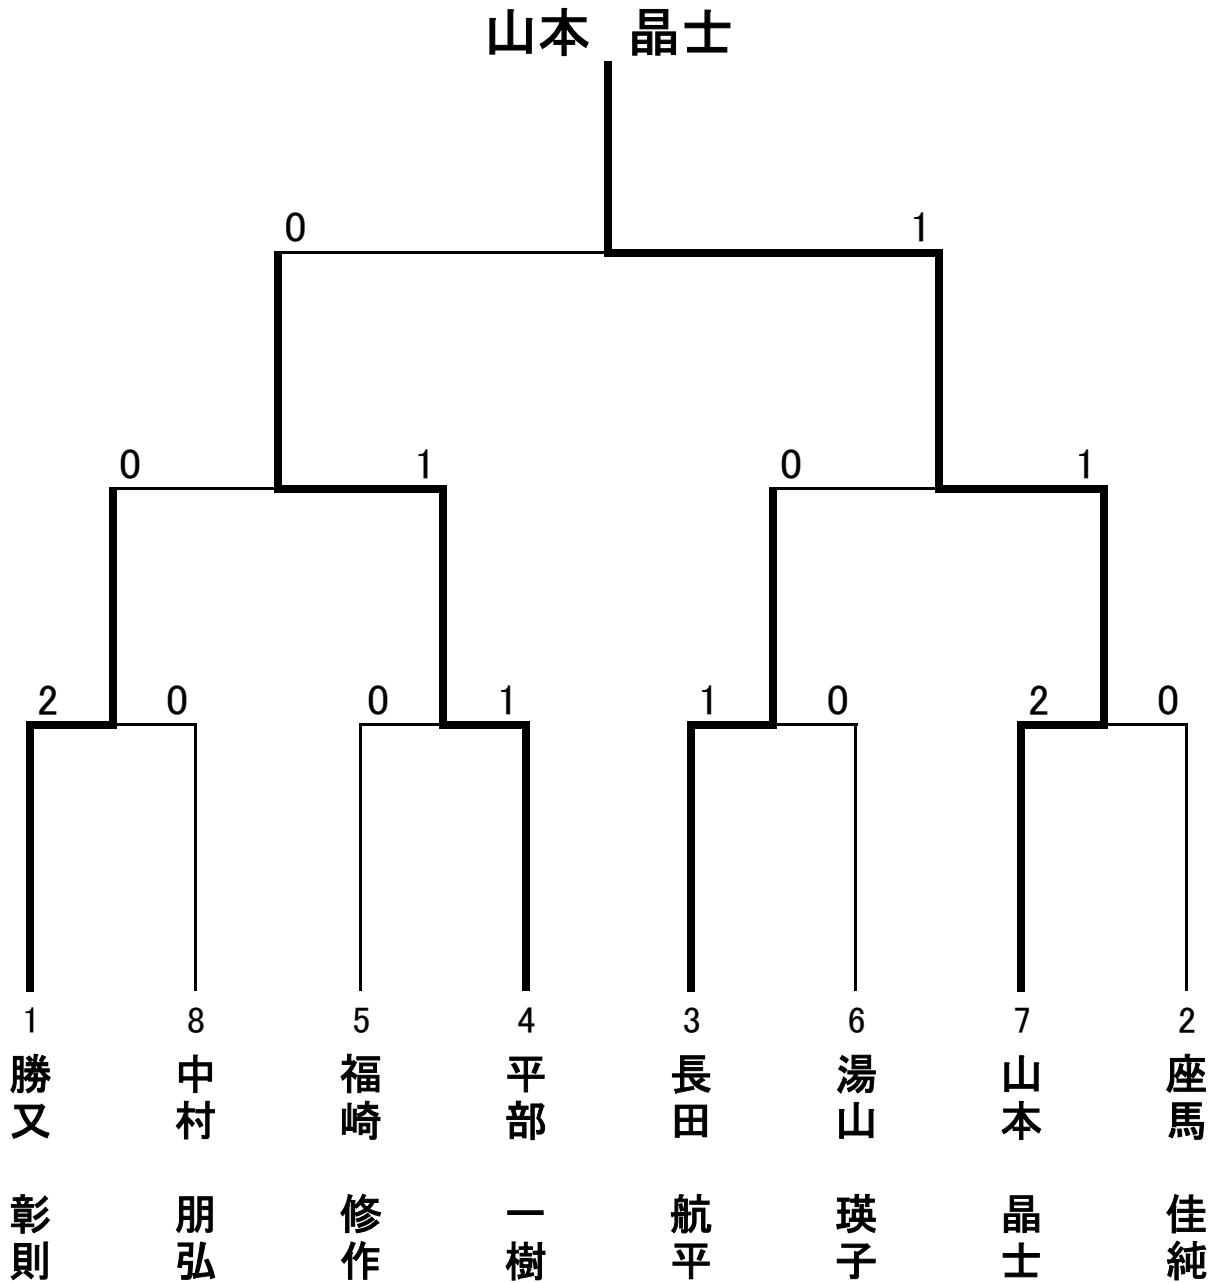 山本 晶士
0 1
0 1 0 1
2 0 0 1 1 0 2 0
1 8 5 4 3 6 7 2
勝又 彰則
中村 朋弘
福崎 修作
平部 一樹
長田 航平
湯山 瑛子
山本 晶士
座馬 佳純